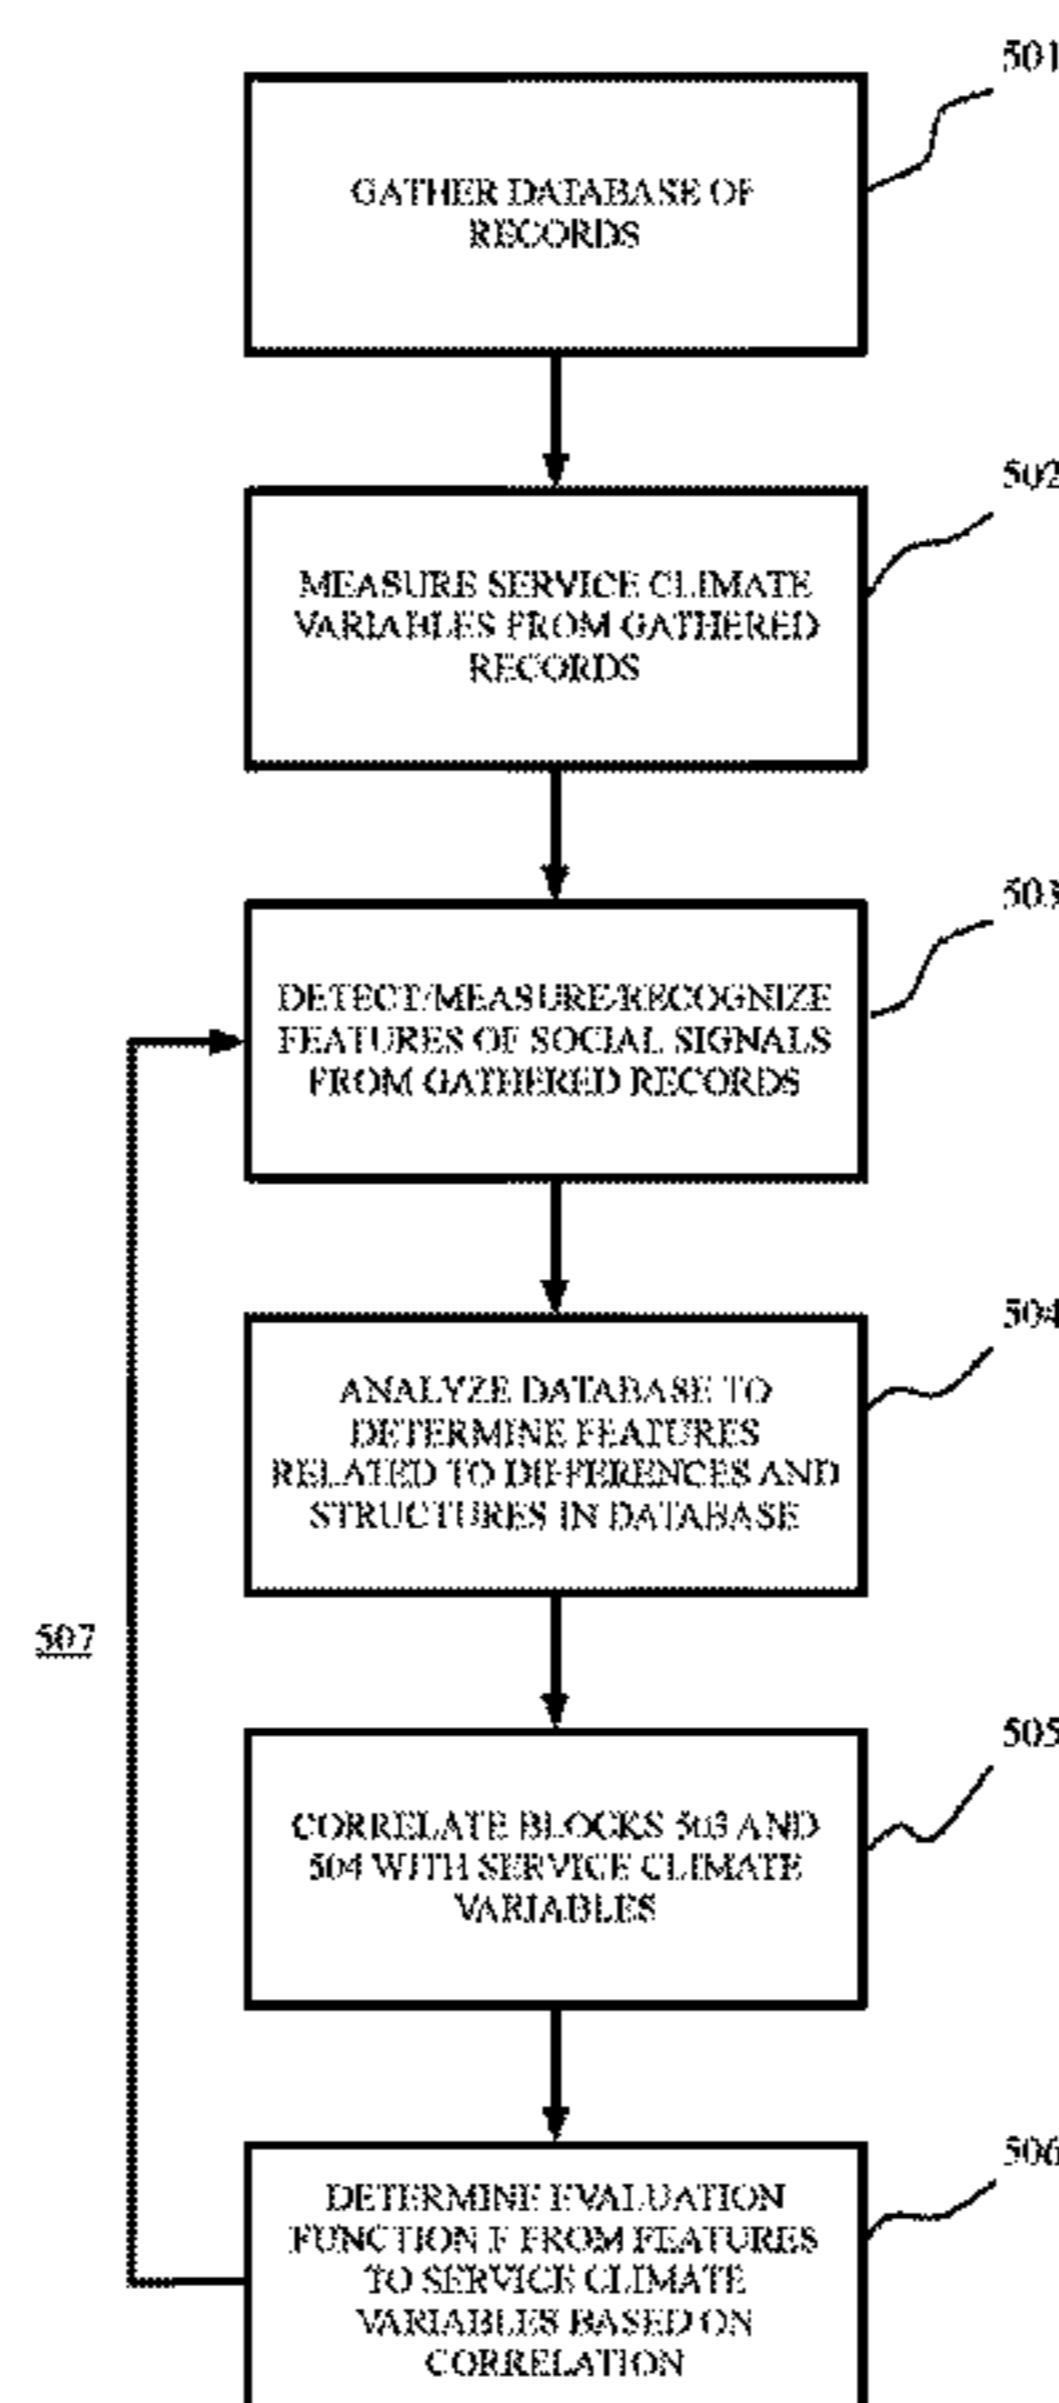 501
GATHER DATABASE OF
RECORDS
502
MEASURE SERVICE CLIMATE
VARIABLES FROM GATHERED
RECORDS
503
DETECT/MEASURE/RECOGNIZE
FEATURES OF SOCIAL SIGNALS
FROM GATHERED RECORDS
504
ANALYZE DATABASE TO
DETERMINE FEATURES
RELATED TO DIFFERENCES AND
STRUCTURES IN DATABASE
507
505
CORRELATE BLOCKS 503 AND
504 WITH SERVICE CLIMATE
VARIABLES
506
DETERMINE EVALUATION
FUNCTION F FROM FEATURES
TO SERVICE CLIMATE
VARIABLES BASED ON
CORRELATION